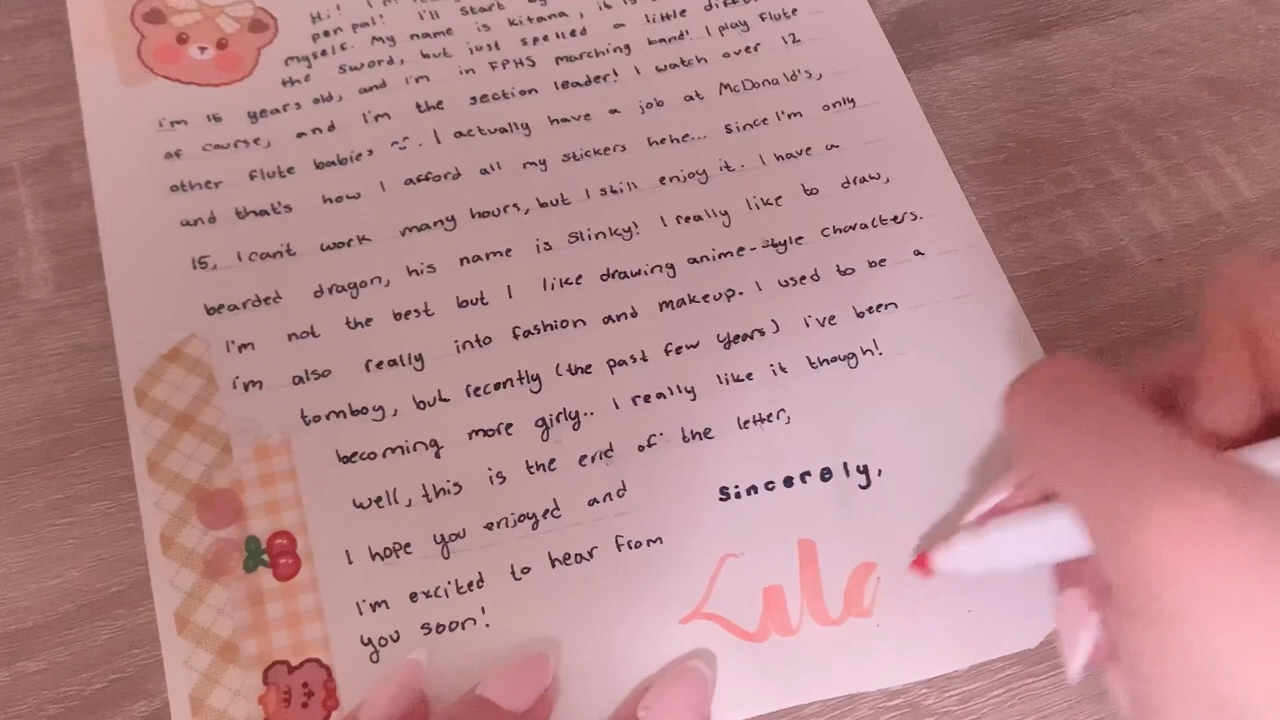 Hi! I'm
pen pal! I'll start
myself. My name is Kitana, it is
the sword, but just spelled a little
i'm 15 years old, and i'm in FPHS marching band! I play flute
of course, and I'm the section leader! I watch over 12
other flute babies . I actually have a job at McDonald's,
and that's how I afford all my stickers hehe... since I'm only
15, I can't work many hours, but I still enjoy it. I have a
bearded dragon, his name is Slinky! I really like to draw,
I'm not the best but I like drawing anime-style characters.
i'm also really into fashion and makeup. I used to be a
tomboy, but recently (the past few years) i've been
becoming more girly.. I really like it though!
well, this is the end of the letter,
I hope you enjoyed and
I'm excited to hear from
you soon!
Sincerely,